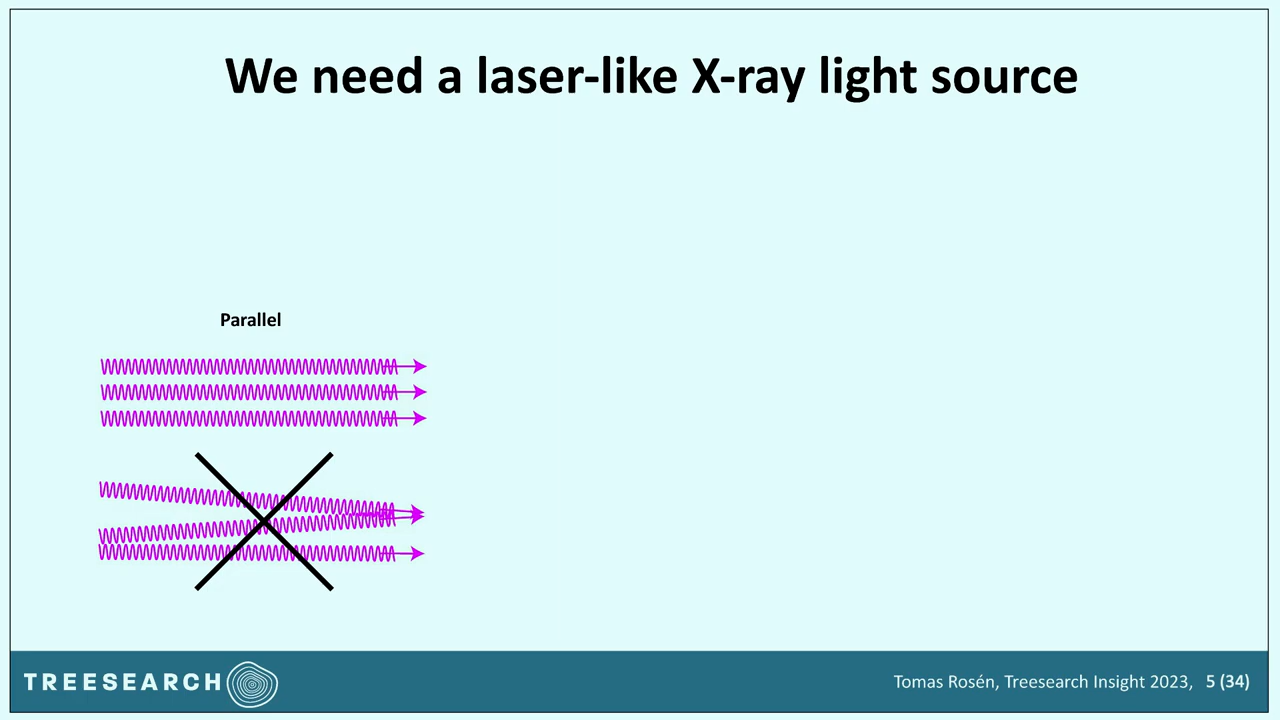 We need a laser-like X-ray light source
Parallel
TREESEARCH
Tomas Rosén, Treesearch Insight 2023, 5 (34)